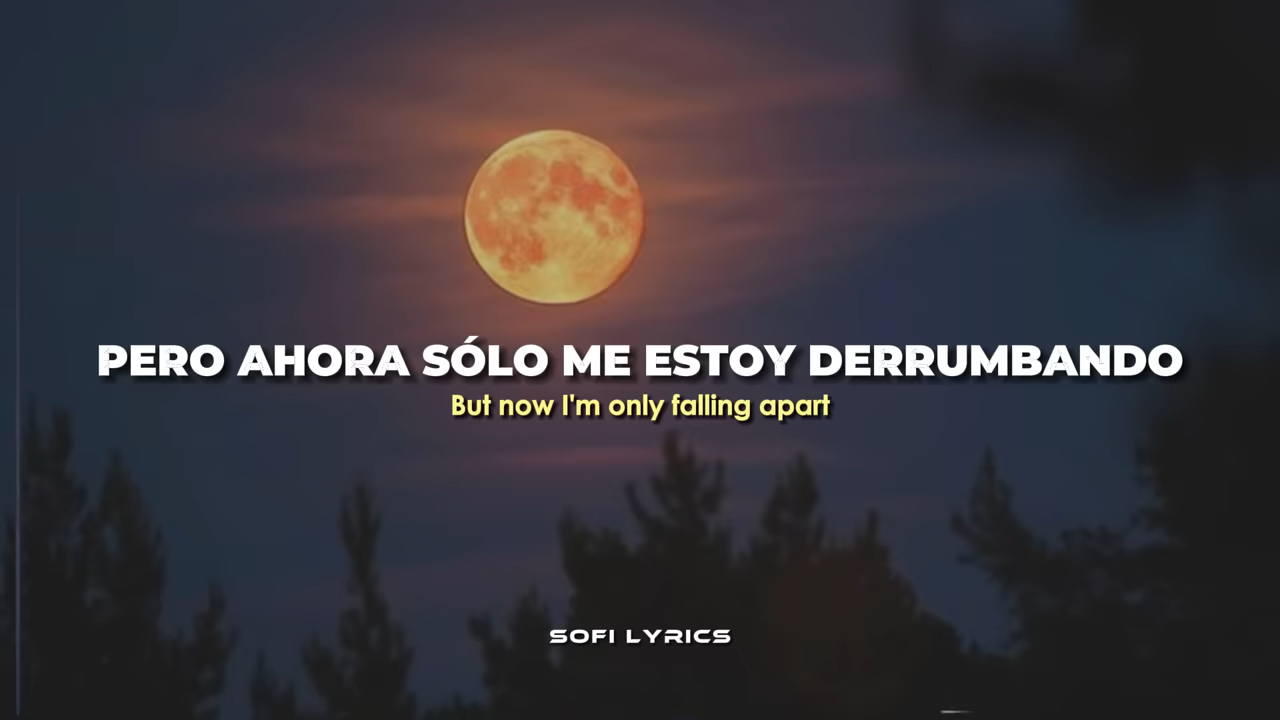 PERO AHORA SÓLO ME ESTOY DERRUMBANDO
But now I'm only falling apart
SOFI LYRICS